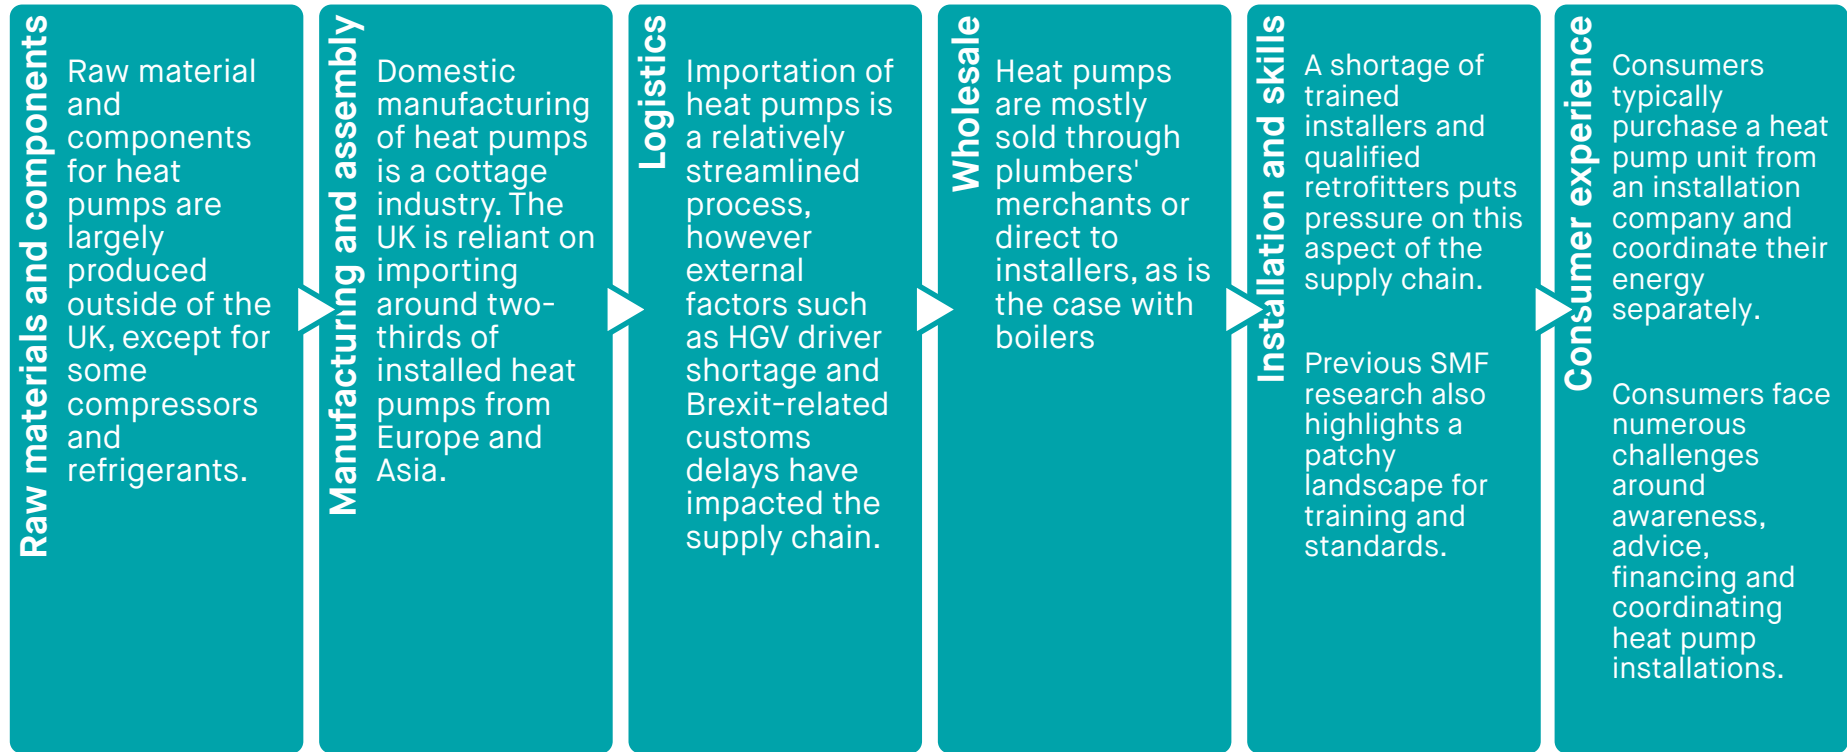 Raw materials and components
Raw material
and
components
for heat
pumps are
largely
produced
outside of the
UK, except for
some
compressors
and
refrigerants.
Manufacturing and assembly
Domestic
manufacturing
of heat pumps
is a cottage
industry. The
UK is reliant on
importing
around two-
thirds of
installed heat
pumps from
Europe and
Asia.
Logistics
Importation of
heat pumps is
a relatively
streamlined
process,
however
external
factors such
as HGV driver
shortage and
Brexit-related
customs
delays have
impacted the
supply chain.
Wholesale
Heat pumps
are mostly
sold through
plumbers'
merchants or
direct to
installers, as is
the case with
boilers
Installation and skills
A shortage of
trained
installers and
qualified
retrofitters puts
pressure on this
aspect of the
supply chain.
Previous SMF
research also
highlights a
patchy
landscape for
training and
standards.
Consumer experience
Consumers
typically
purchase a heat
pump unit from
an installation
company and
coordinate their
energy
separately.
Consumers face
numerous
challenges
around
awareness,
advice,
financing and
coordinating
heat pump
installations.